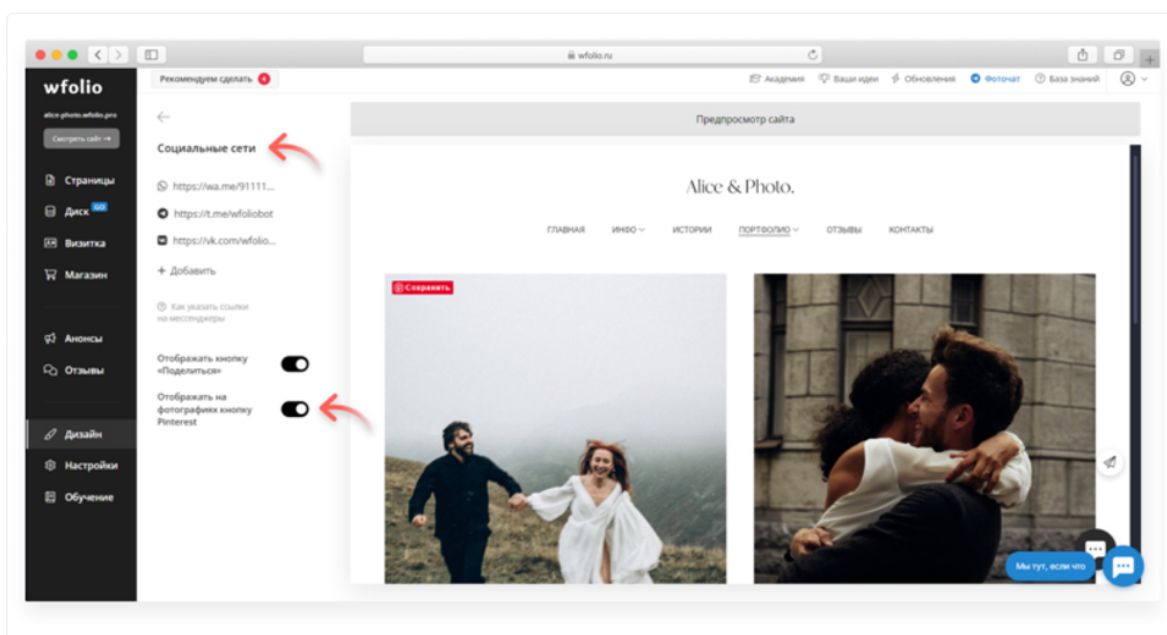 wfolio.ru
wfolio
Рекомендуем сделать 4
Академия
Ваши идеи
Обновления
Фоточат
База знаний
alice-photo.wfolio.pro
Смотреть сайт →
Страницы
Диск GO
Визитка
Магазин
Анонсы
Отзывы
Дизайн
Настройки
Обучение
←
Социальные сети
https://wa.me/91111...
https://t.me/wfoliobot
https://vk.com/wfolio...
+ Добавить
Как указать ссылки
на мессенджеры
Отображать кнопку
«Поделиться»
Отображать на
фотографиях кнопку
Pinterest
Предпросмотр сайта
Alice & Photo.
ГЛАВНАЯ
ИНФО
ИСТОРИИ
ПОРТФОЛИО
ОТЗЫВЫ
КОНТАКТЫ
Сохранить
Мы тут, если что